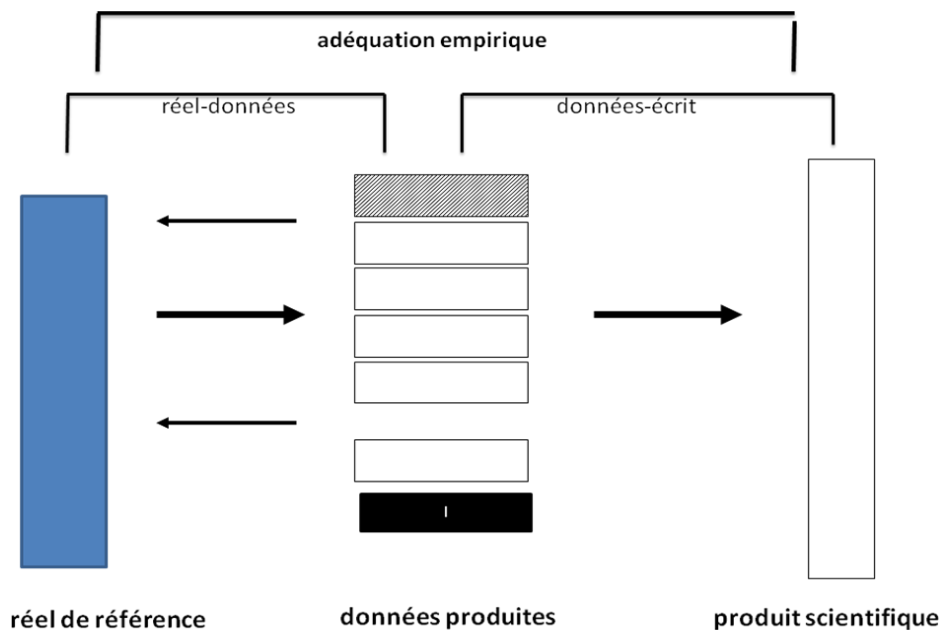 adéquation empirique
réel-données
données-écrit
I
réel de référence
données produites
produit scientifique